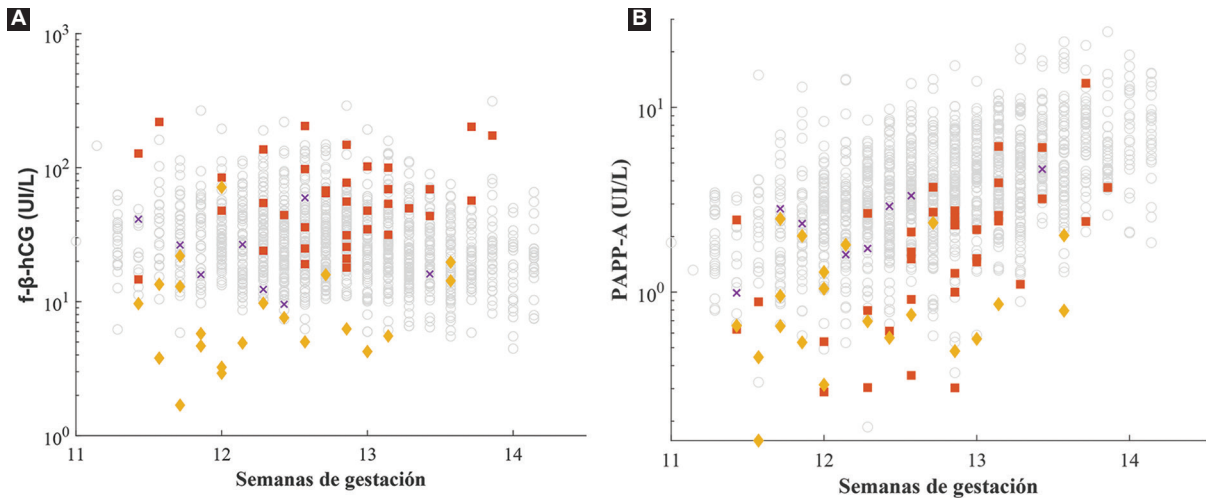 A
f-β-hCG (UI/L)
10³
10²
10¹
10⁰
11
12
13
14
Semanas de gestación
B
PAPP-A (UI/L)
10¹
10⁰
11
12
13
14
Semanas de gestación